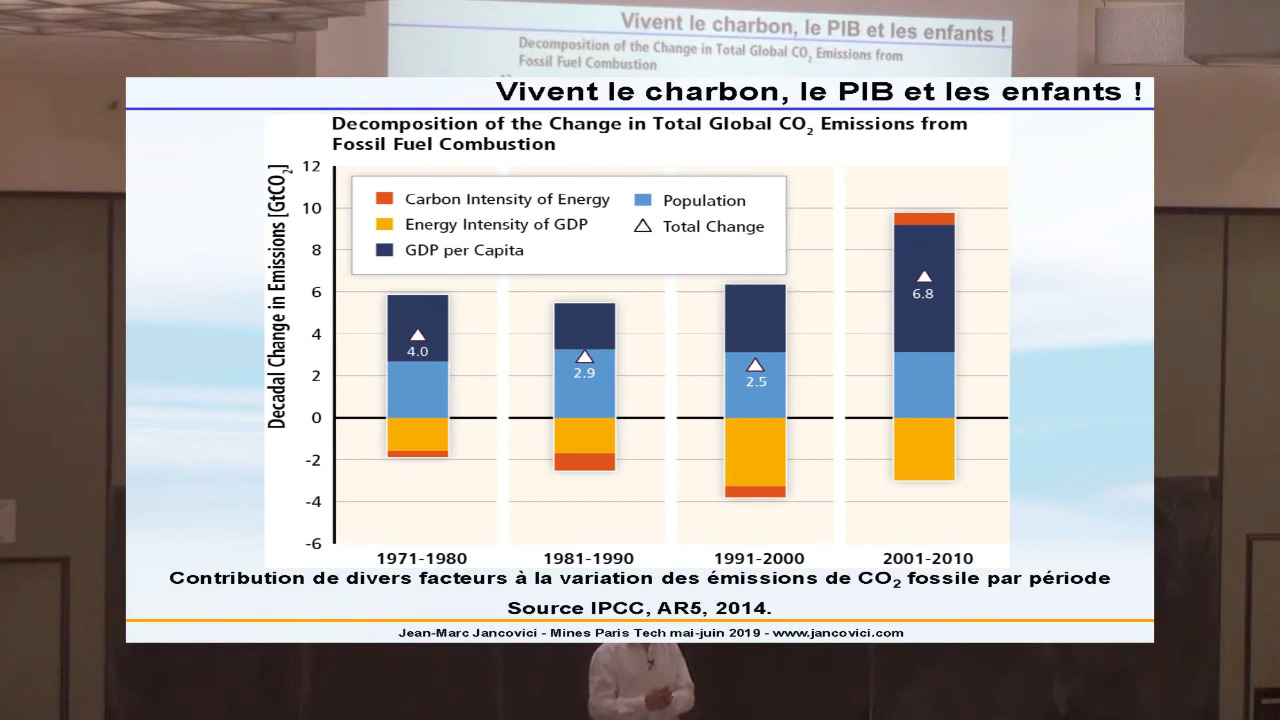 Vivent le charbon, le PIB et les enfants !
Decomposition of the Change in Total Global CO2 Emissions from
Fossil Fuel Combustion
Vivent le charbon, le PIB et les enfants !
Decomposition of the Change in Total Global CO2 Emissions from
Fossil Fuel Combustion
Decadal Change in Emissions [GtCO2]
12
10
8
6
4
2
0
-2
-4
-6
Carbon Intensity of Energy
Energy Intensity of GDP
GDP per Capita
Population
Total Change
4.0
2.9
2.5
6.8
1971-1980
1981-1990
1991-2000
2001-2010
Contribution de divers facteurs à la variation des émissions de CO2 fossile par période
Source IPCC, AR5, 2014.
Jean-Marc Jancovici - Mines Paris Tech mai-juin 2019 - www.jancovici.com